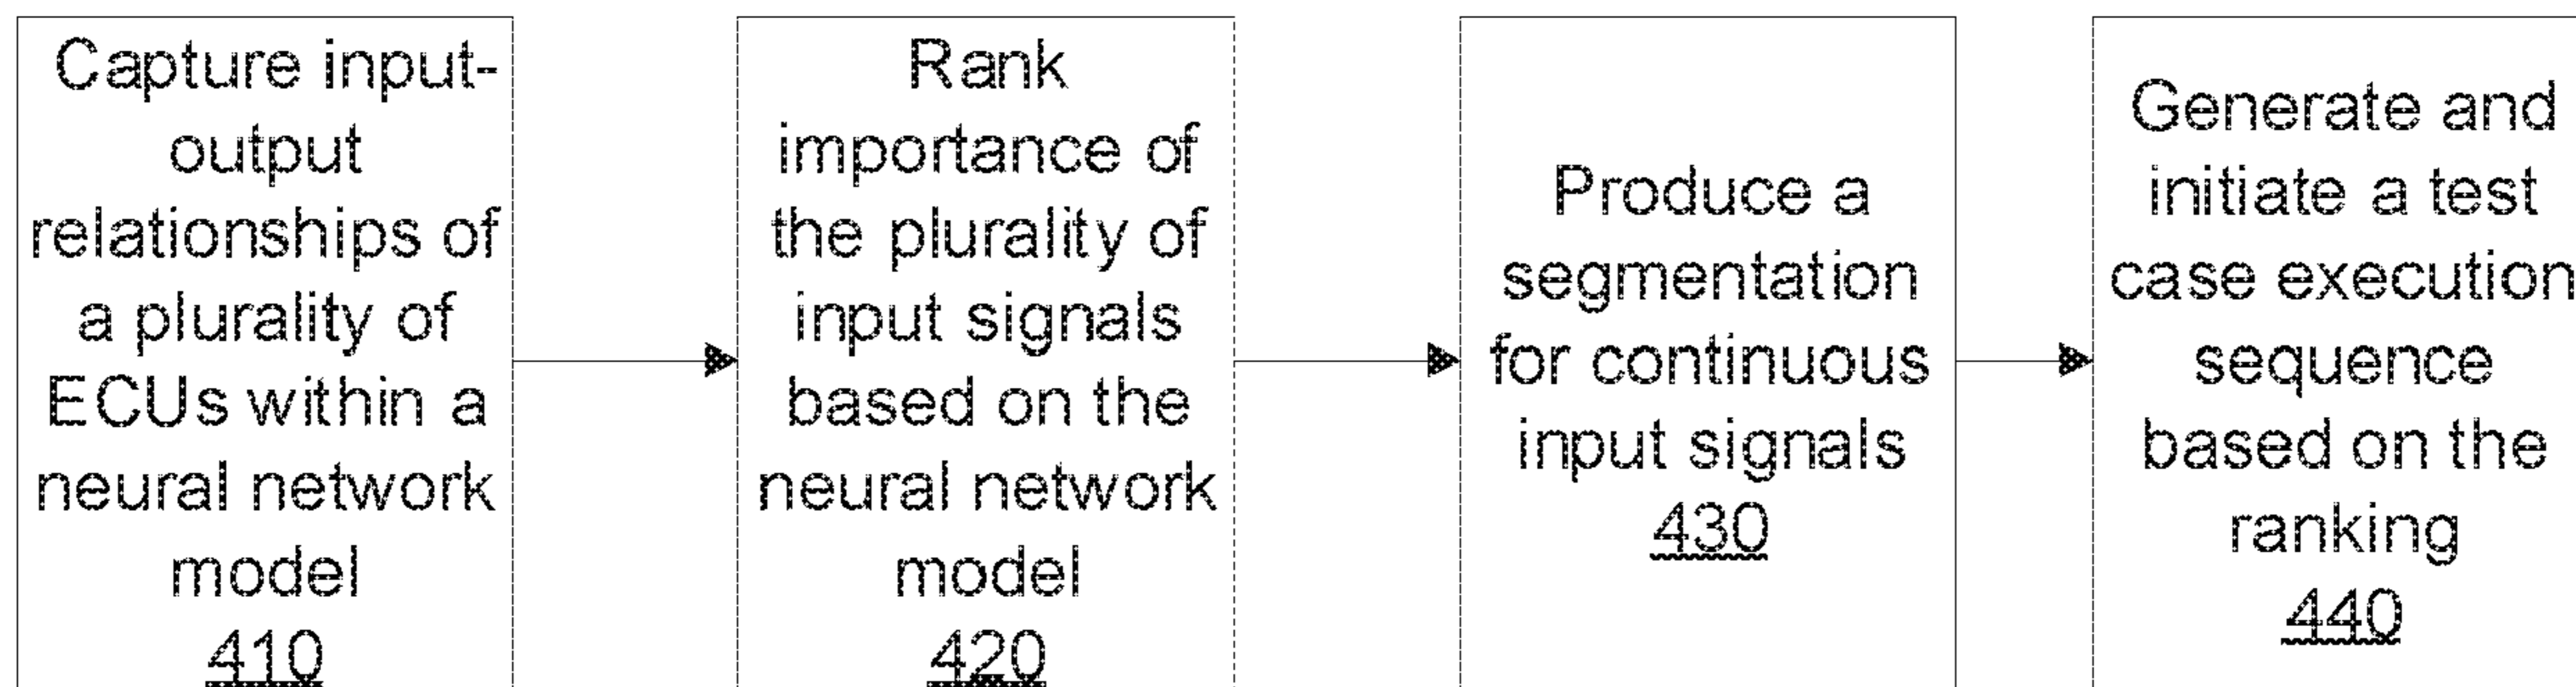 Capture input-
output
relationships of
a plurality of
ECUs within a
neural network
model
410
Rank
importance of
the plurality of
input signals
based on the
neural network
model
420
Produce a
segmentation
for continuous
input signals
430
Generate and
initiate a test
case execution
sequence
based on the
ranking
440